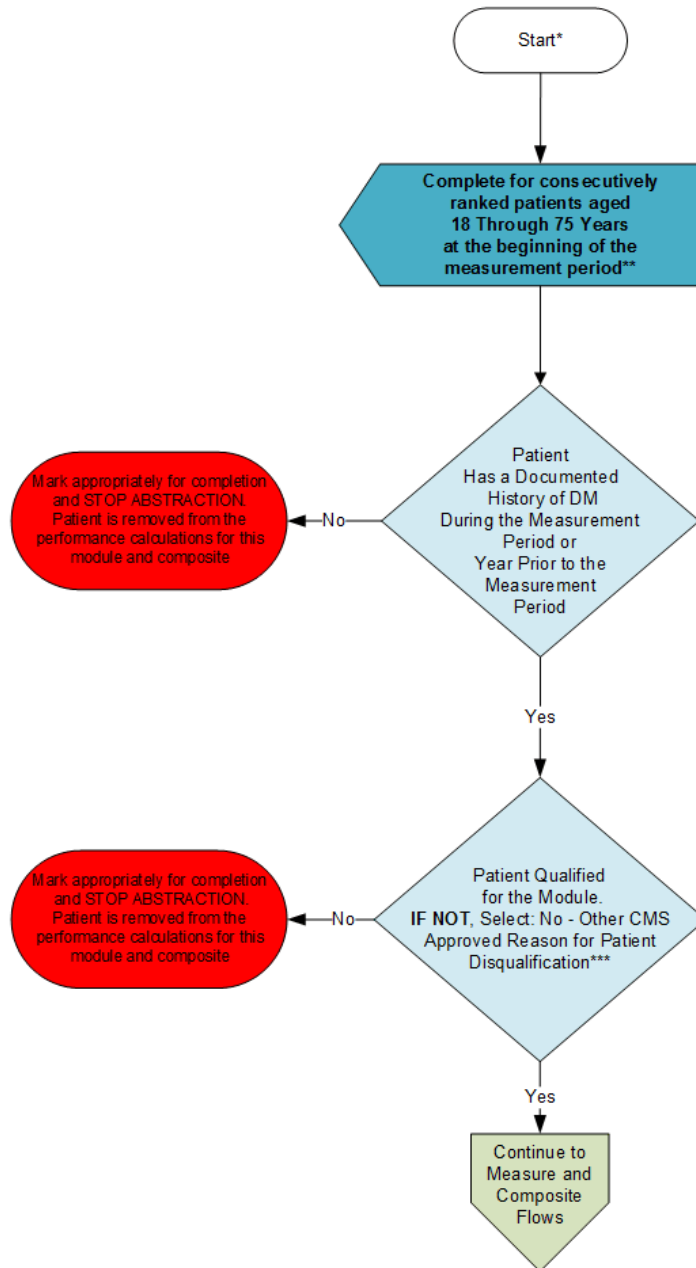 Start*
Complete for consecutively
ranked patients aged
18 Through 75 Years
at the beginning of the
measurement period**
Patient
Has a Documented
History of DM
During the Measurement
Period or
Year Prior to the
Measurement
Period
No
Mark appropriately for completion
and STOP ABSTRACTION.
Patient is removed from the
performance calculations for this
module and composite
Yes
Patient Qualified
for the Module.
IF NOT, Select: No - Other CMS
Approved Reason for Patient
Disqualification***
No
Mark appropriately for completion
and STOP ABSTRACTION.
Patient is removed from the
performance calculations for this
module and composite
Yes
Continue to
Measure and
Composite
Flows